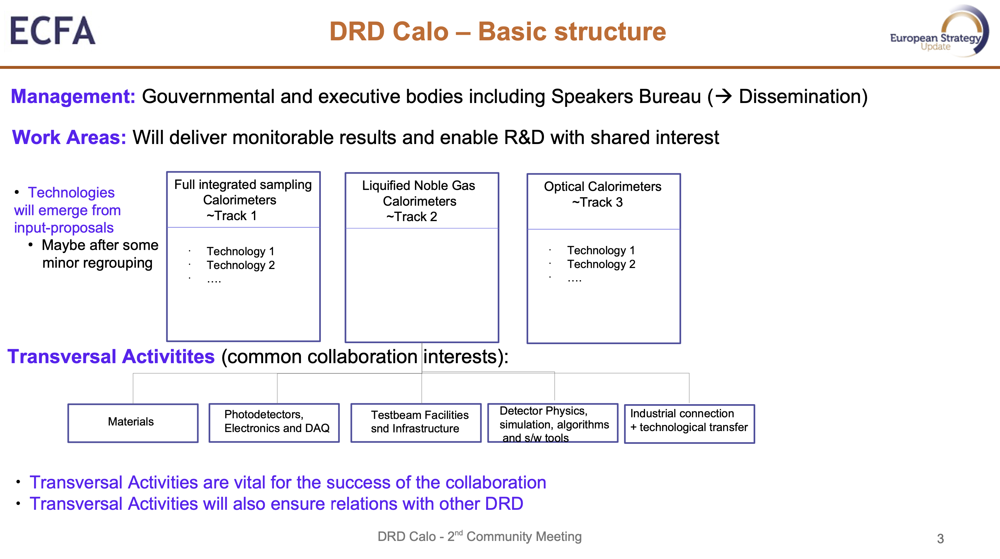 ECFA
DRD Calo – Basic structure
European Strategy
Update
Management: Gouvernmental and executive bodies including Speakers Bureau (→ Dissemination)
Work Areas: Will deliver monitorable results and enable R&D with shared interest
• Technologies
will emerge from
input-proposals
• Maybe after some
minor regrouping
Full integrated sampling
Calorimeters
~Track 1
· Technology 1
· Technology 2
· ....
Liquified Noble Gas
Calorimeters
~Track 2
Optical Calorimeters
~Track 3
· Technology 1
· Technology 2
· ....
Transversal Activitites (common collaboration interests):
Materials
Photodetectors,
Electronics and DAQ
Testbeam Facilities
snd Infrastructure
Detector Physics,
simulation, algorithms
and s/w tools
Industrial connection
+ technological transfer
· Transversal Activities are vital for the success of the collaboration
· Transversal Activities will also ensure relations with other DRD
DRD Calo - 2nd Community Meeting
3